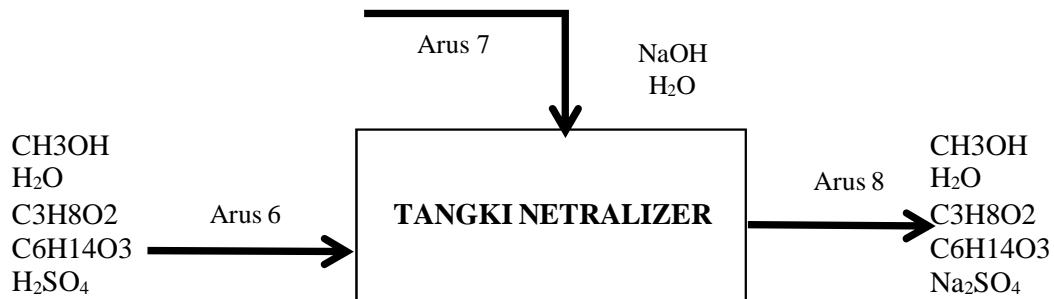 Arus 7
NaOH
H₂O
CH3OH
H₂O
C3H8O2
C6H14O3
H₂SO₄
Arus 6
TANGKI NETRALIZER
Arus 8
CH3OH
H₂O
C3H8O2
C6H14O3
Na₂SO₄